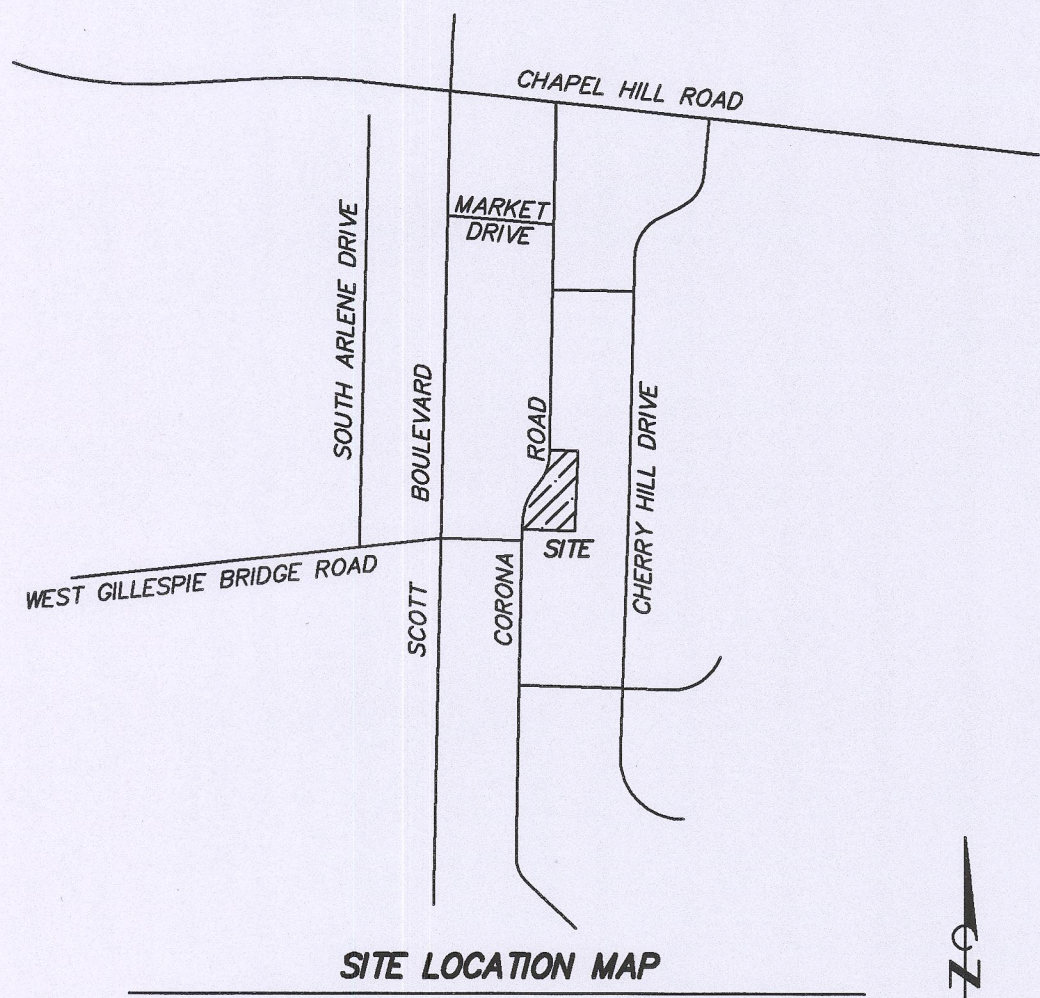 CHAPEL HILL ROAD
MARKET
DRIVE
SOUTH ARLENE DRIVE
SCOTT BOULEVARD
CORONA ROAD
CHERRY HILL DRIVE
SITE
WEST GILLESPIE BRIDGE ROAD
SITE LOCATION MAP
N